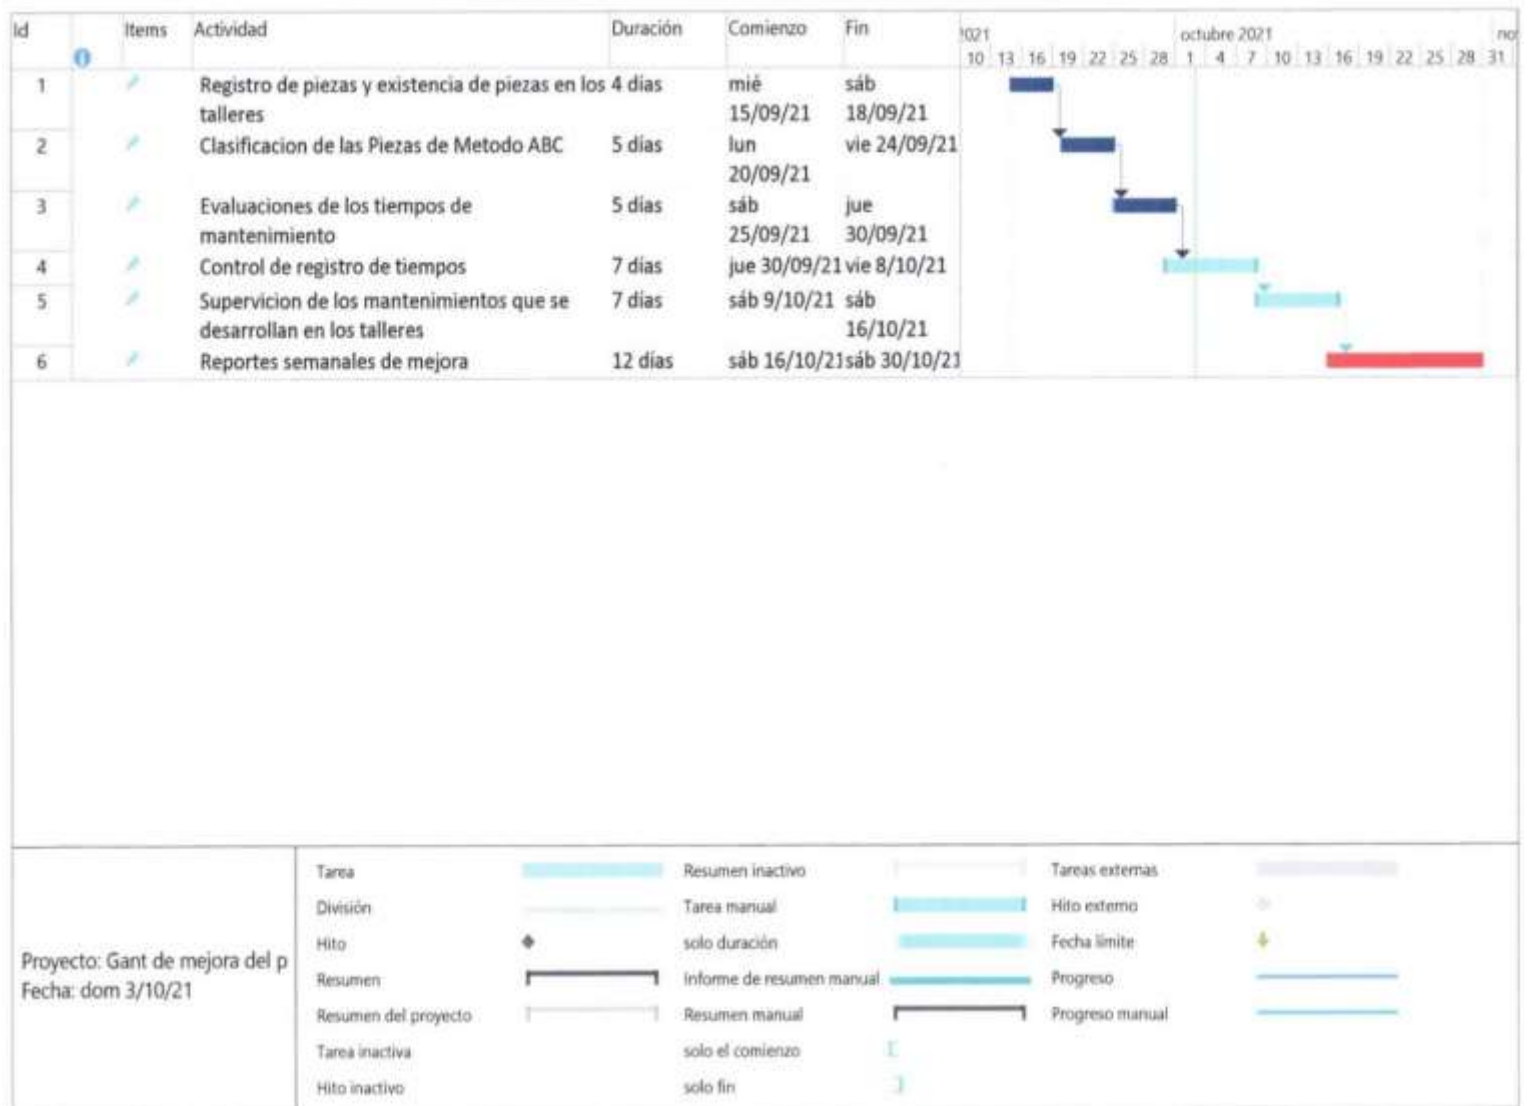 Id Items Actividad Duración Comienzo Fin
2021 octubre 2021 no
10 13 16 19 22 25 28 1 4 7 10 13 16 19 22 25 28 31
1 Registro de piezas y existencia de piezas en los 4 días mié sáb
talleres 15/09/21 18/09/21
2 Clasificacion de las Piezas de Metodo ABC 5 días lun vie 24/09/21
20/09/21
3 Evaluaciones de los tiempos de 5 días sáb jue
mantenimiento 25/09/21 30/09/21
4 Control de registro de tiempos 7 días jue 30/09/21 vie 8/10/21
5 Supervicion de los mantenimientos que se 7 días sáb 9/10/21 sáb
desarrollan en los talleres 16/10/21
6 Reportes semanales de mejora 12 días sáb 16/10/21 sáb 30/10/21
Proyecto: Gant de mejora del p
Fecha: dom 3/10/21
Tarea Resumen inactivo Tareas externas
División Tarea manual Hito externo
Hito solo duración Fecha límite
Resumen Informe de resumen manual Progreso
Resumen del proyecto Resumen manual Progreso manual
Tarea inactiva solo el comienzo
Hito inactivo solo fin